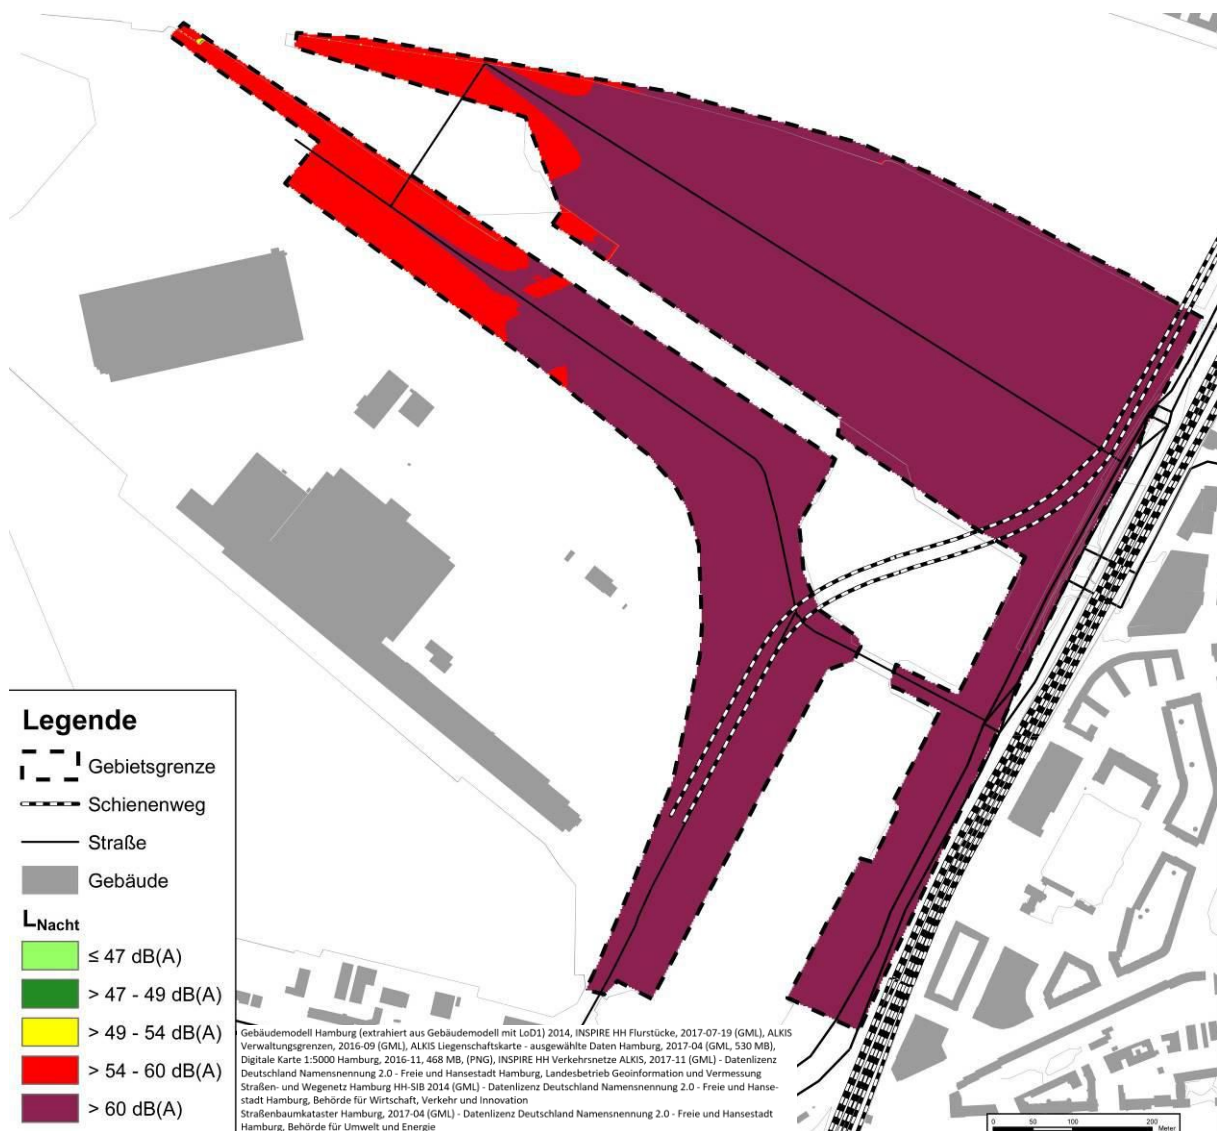 Legende
Gebietsgrenze
Schienenweg
Straße
Gebäude
LNacht
≤ 47 dB(A)
> 47 - 49 dB(A)
> 49 - 54 dB(A)
> 54 - 60 dB(A)
> 60 dB(A)
Gebäudemodell Hamburg (extrahiert aus Gebäudemodell mit LoD1) 2014, INSPIRE HH Flurstücke, 2017-07-19 (GML), ALKIS
Verwaltungsgrenzen, 2016-09 (GML), ALKIS Liegenschaftskarte - ausgewählte Daten Hamburg, 2017-04 (GML, 530 MB),
Digitale Karte 1:5000 Hamburg, 2016-11, 468 MB, (PNG), INSPIRE HH Verkehrsnetze ALKIS, 2017-11 (GML) - Datenlizenz
Deutschland Namensnennung 2.0 - Freie und Hansestadt Hamburg, Landesbetrieb Geoinformation und Vermessung
Straßen- und Wegenetz Hamburg HH-SIB 2014 (GML) - Datenlizenz Deutschland Namensnennung 2.0 - Freie und Hanse-
stadt Hamburg, Behörde für Wirtschaft, Verkehr und Innovation
Straßenbaumkataster Hamburg, 2017-04 (GML) - Datenlizenz Deutschland Namensnennung 2.0 - Freie und Hansestadt
Hamburg, Behörde für Umwelt und Energie
0 50 100 200
Meter